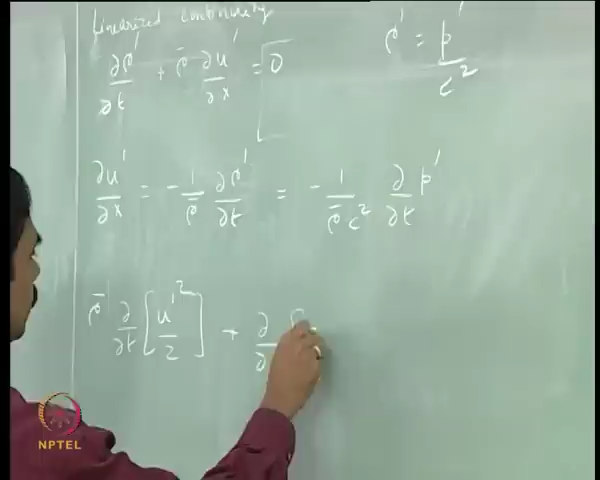 Linearized continuity
∂ρ'/∂t + ρ̄ ∂u'/∂x = 0
ρ' = p'/c²
∂u'/∂x = - 1/ρ̄ ∂ρ'/∂t = - 1/(ρ̄c²) ∂/∂t p'
ρ̄ ∂/∂t [u'²/2] + ∂/∂
NPTEL